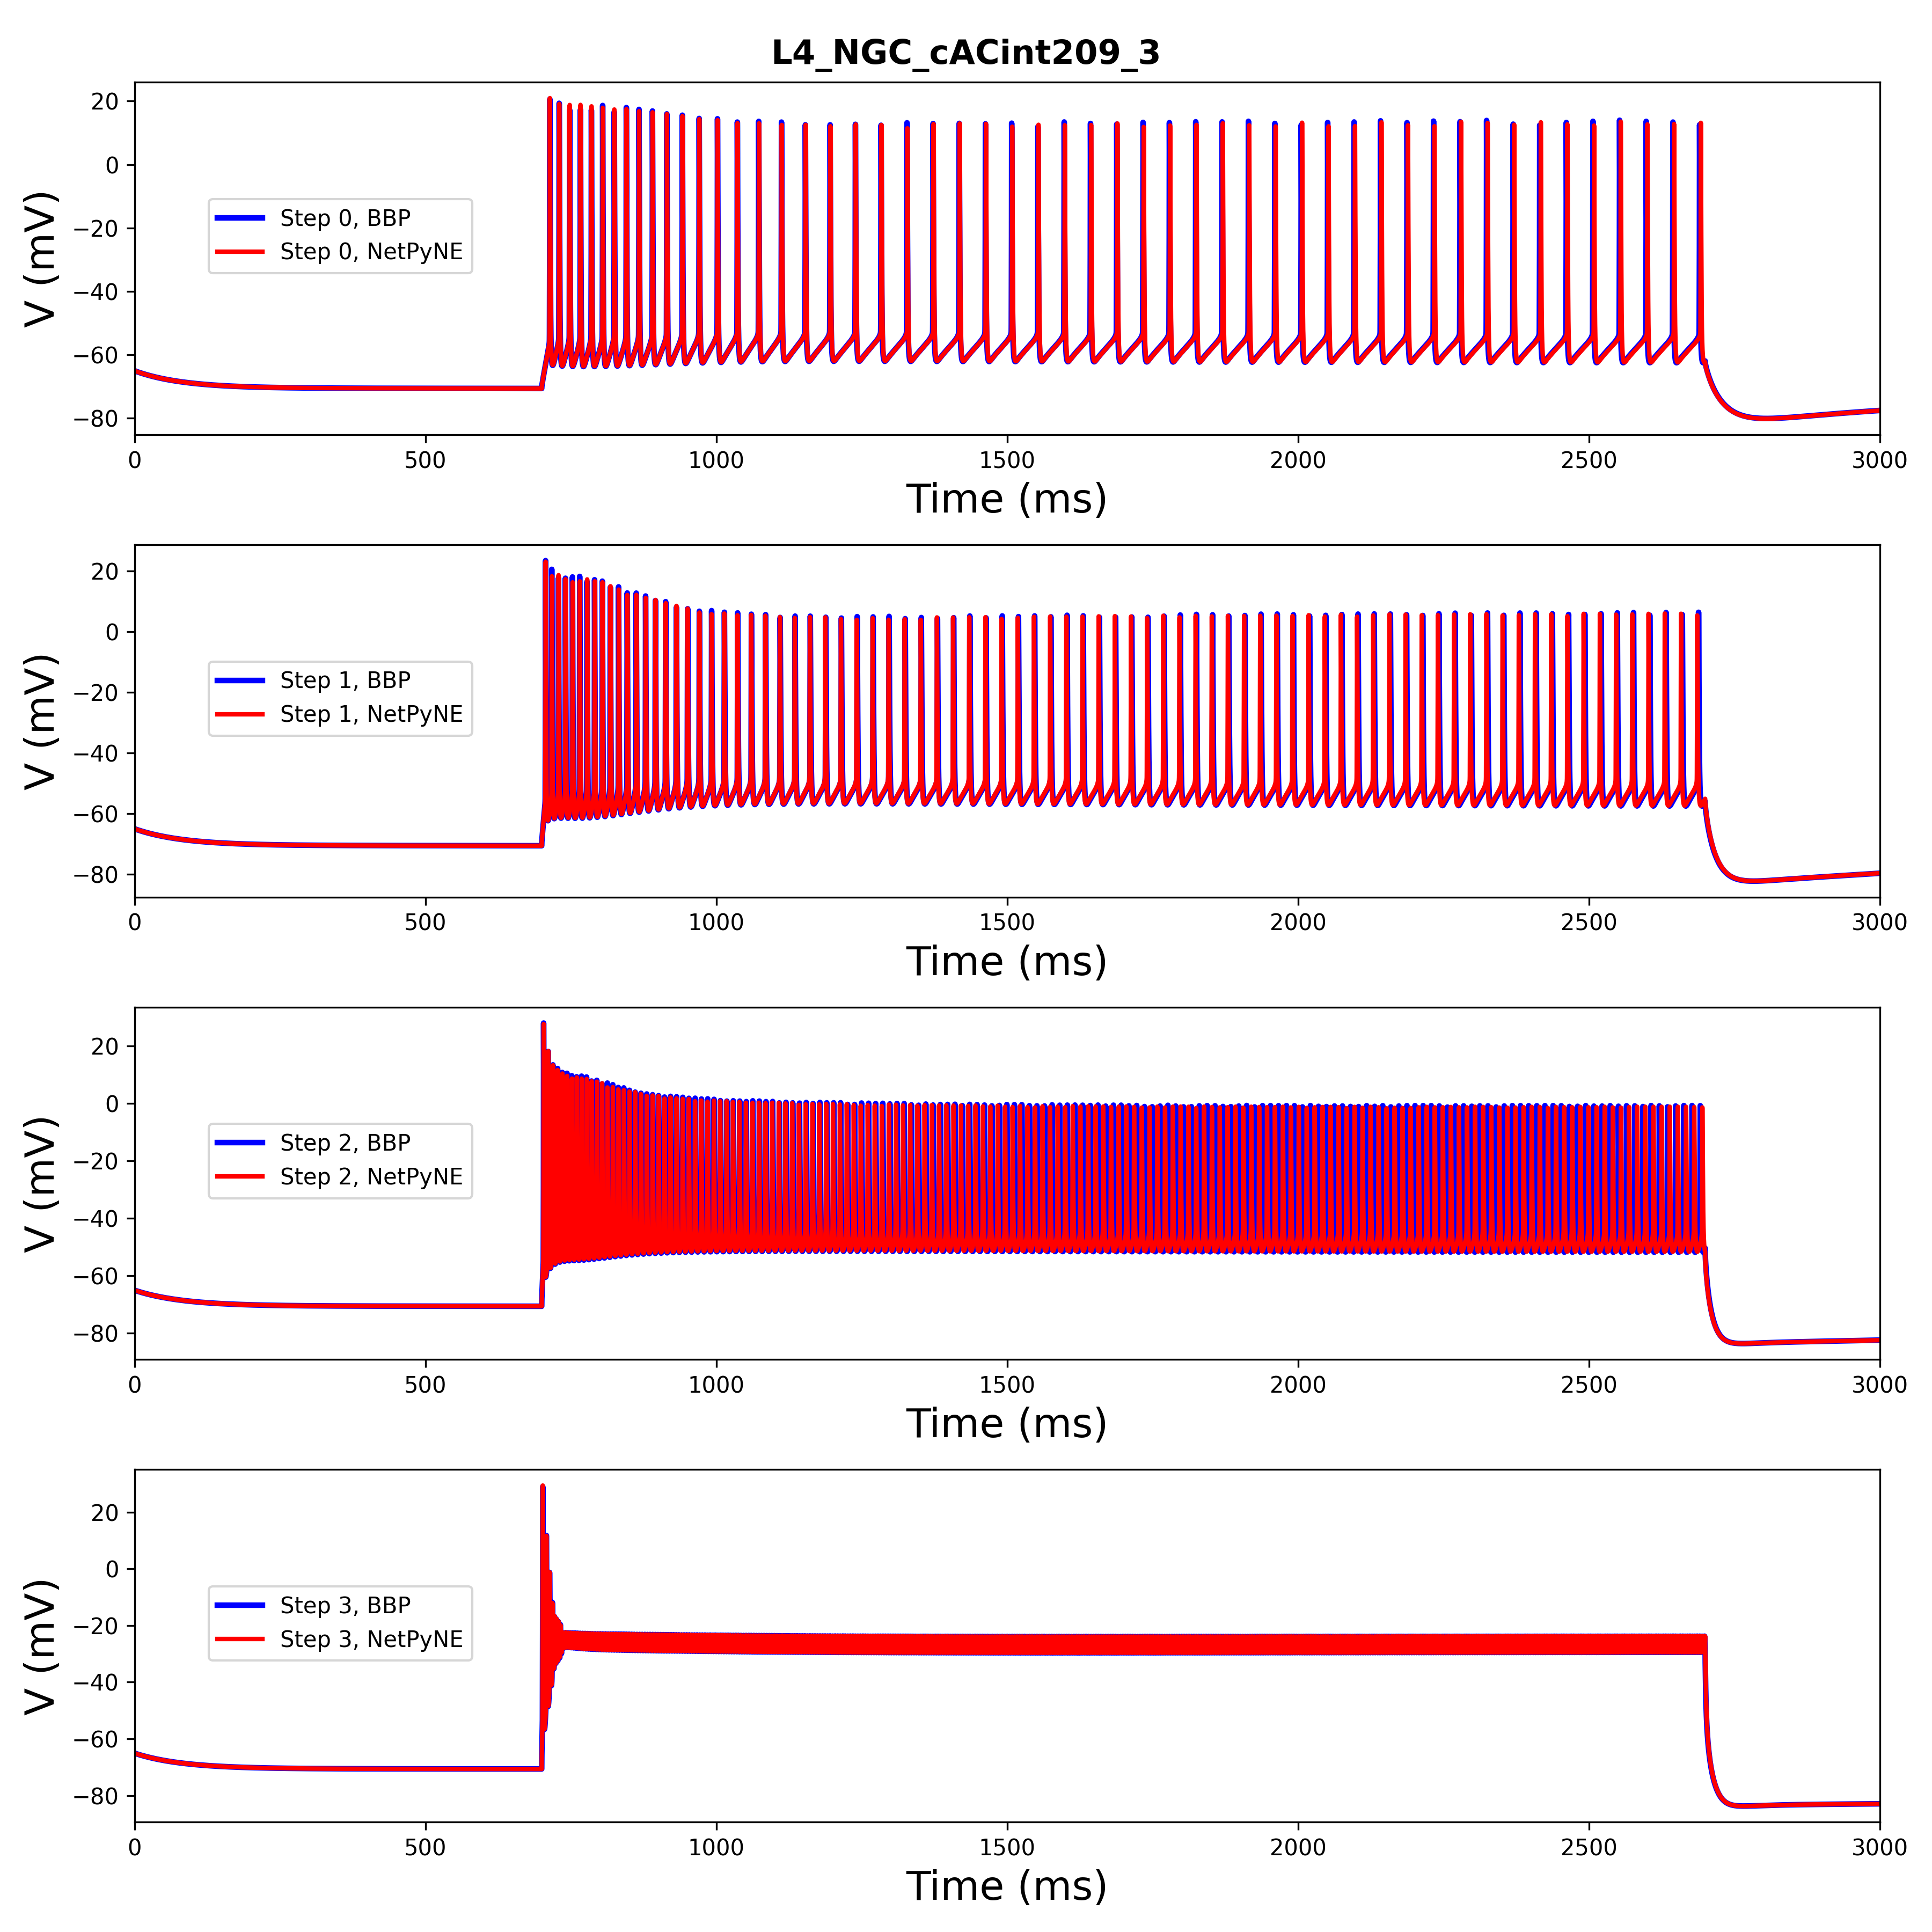 L4_NGC_cACint209_3
20
0
−20
−40
−60
−80
V (mV)
Step 0, BBP
Step 0, NetPyNE
0 500 1000 1500 2000 2500 3000
Time (ms)
20
0
−20
−40
−60
−80
V (mV)
Step 1, BBP
Step 1, NetPyNE
0 500 1000 1500 2000 2500 3000
Time (ms)
20
0
−20
−40
−60
−80
V (mV)
Step 2, BBP
Step 2, NetPyNE
0 500 1000 1500 2000 2500 3000
Time (ms)
20
0
−20
−40
−60
−80
V (mV)
Step 3, BBP
Step 3, NetPyNE
0 500 1000 1500 2000 2500 3000
Time (ms)